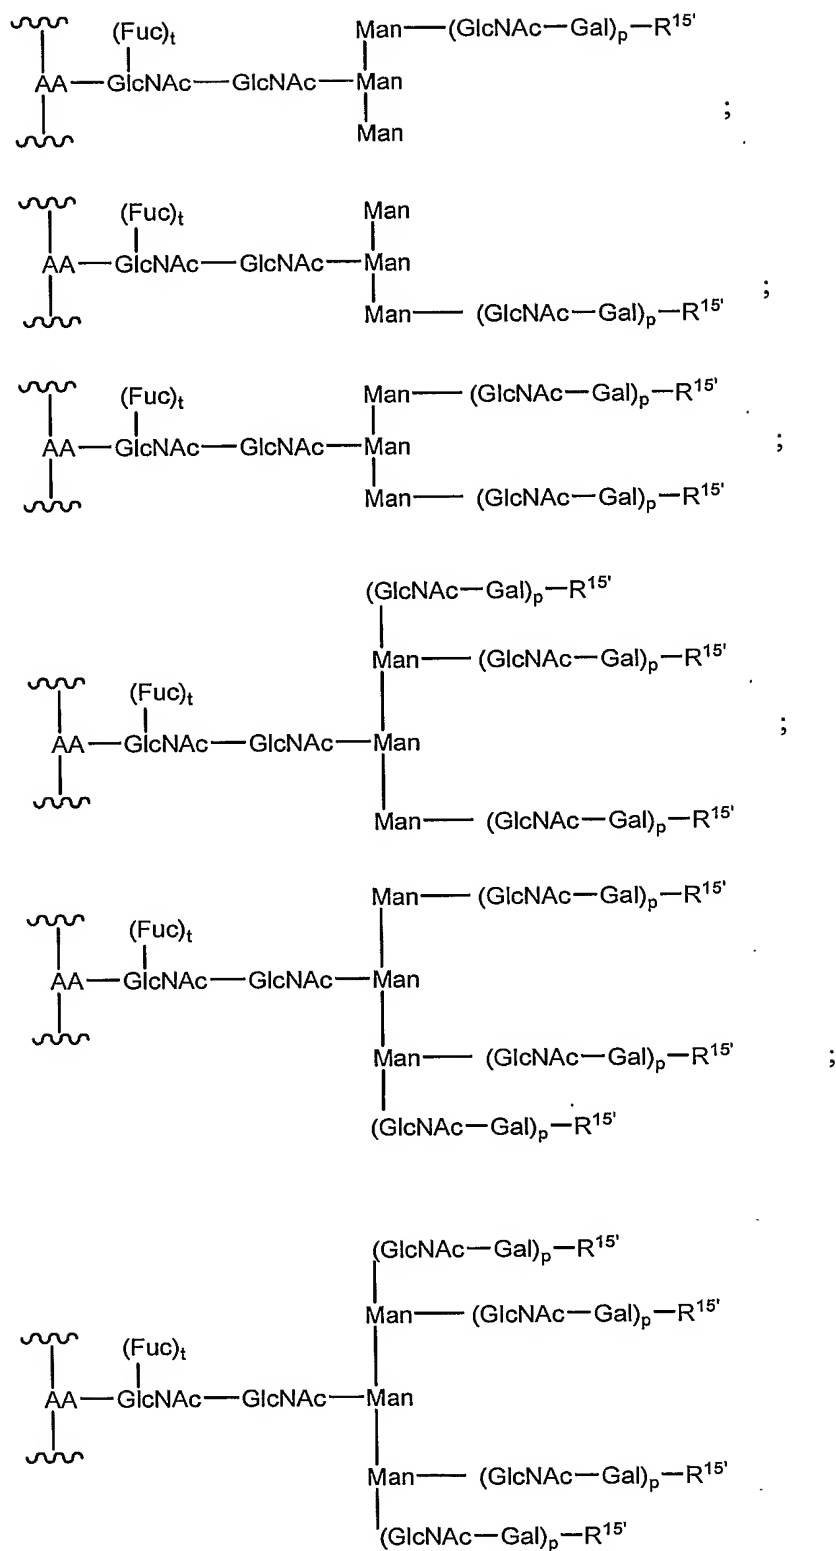 (Fuc)t Man—(GlcNAc—Gal)p—R15'
AA—GlcNAc—GlcNAc—Man
Man ;
(Fuc)t Man
AA—GlcNAc—GlcNAc—Man
Man—(GlcNAc—Gal)p—R15' ;
(Fuc)t Man—(GlcNAc—Gal)p—R15'
AA—GlcNAc—GlcNAc—Man ;
Man—(GlcNAc—Gal)p—R15'
(GlcNAc—Gal)p—R15'
Man—(GlcNAc—Gal)p—R15'
(Fuc)t
AA—GlcNAc—GlcNAc—Man ;
Man—(GlcNAc—Gal)p—R15'
Man—(GlcNAc—Gal)p—R15'
(Fuc)t
AA—GlcNAc—GlcNAc—Man
Man—(GlcNAc—Gal)p—R15' ;
(GlcNAc—Gal)p—R15'
(GlcNAc—Gal)p—R15'
Man—(GlcNAc—Gal)p—R15'
(Fuc)t
AA—GlcNAc—GlcNAc—Man
Man—(GlcNAc—Gal)p—R15'
(GlcNAc—Gal)p—R15'